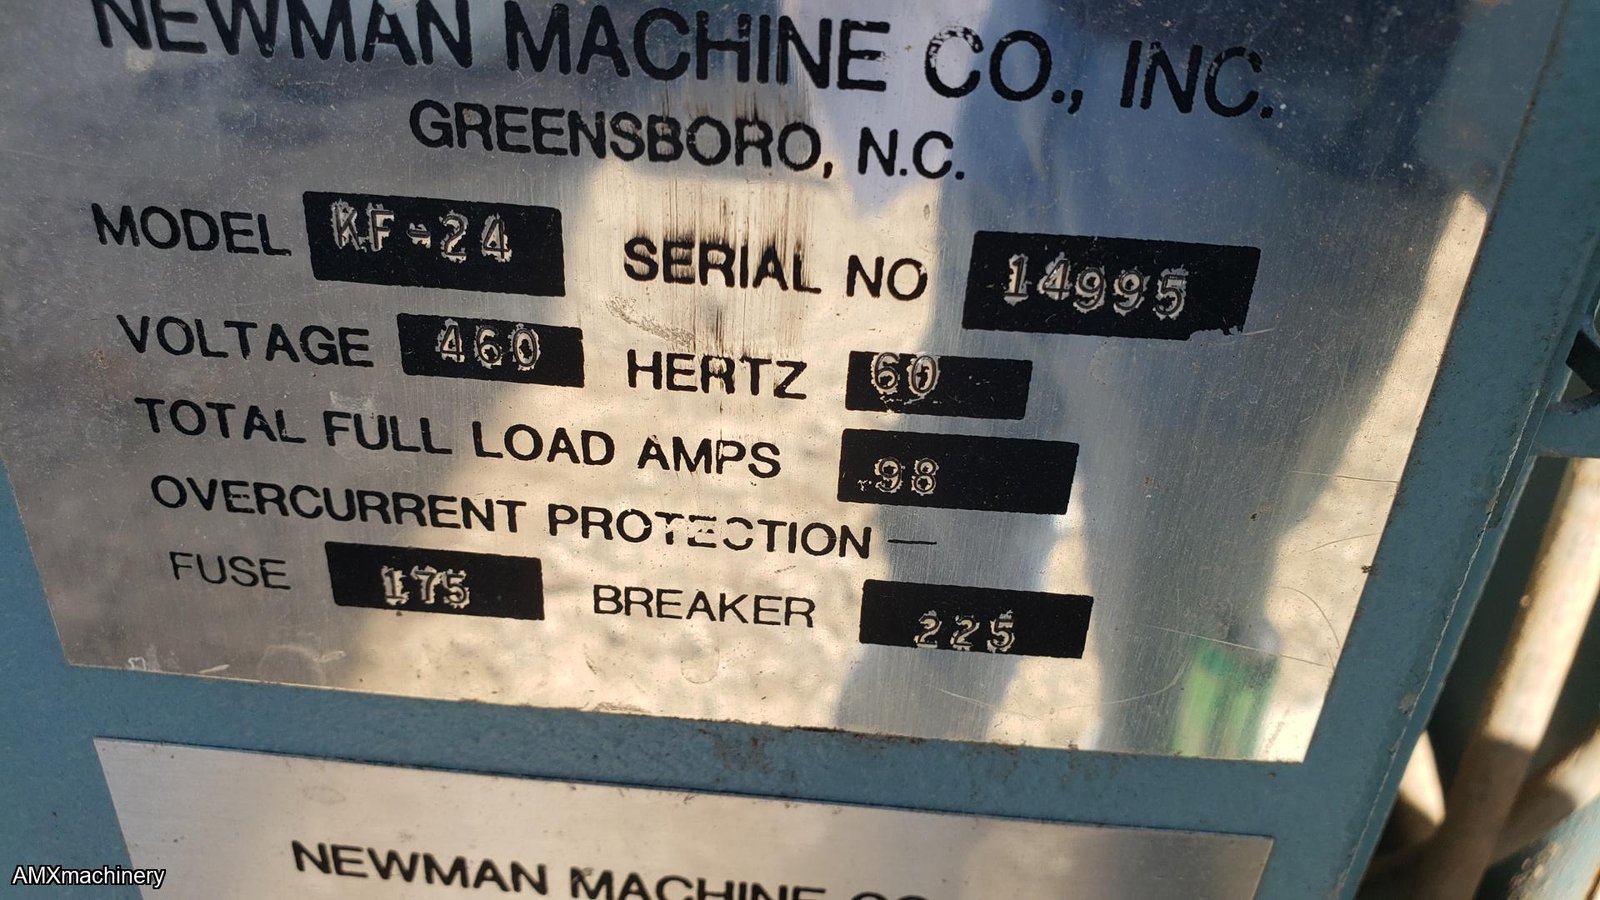 NEWMAN MACHINE CO., INC.
GREENSBORO, N.C.
MODEL KF-24 SERIAL NO 14995
VOLTAGE 460 HERTZ 60
TOTAL FULL LOAD AMPS 98
OVERCURRENT PROTECTION —
FUSE 175 BREAKER 225
NEWMAN MACHINE CO
AMXmachinery